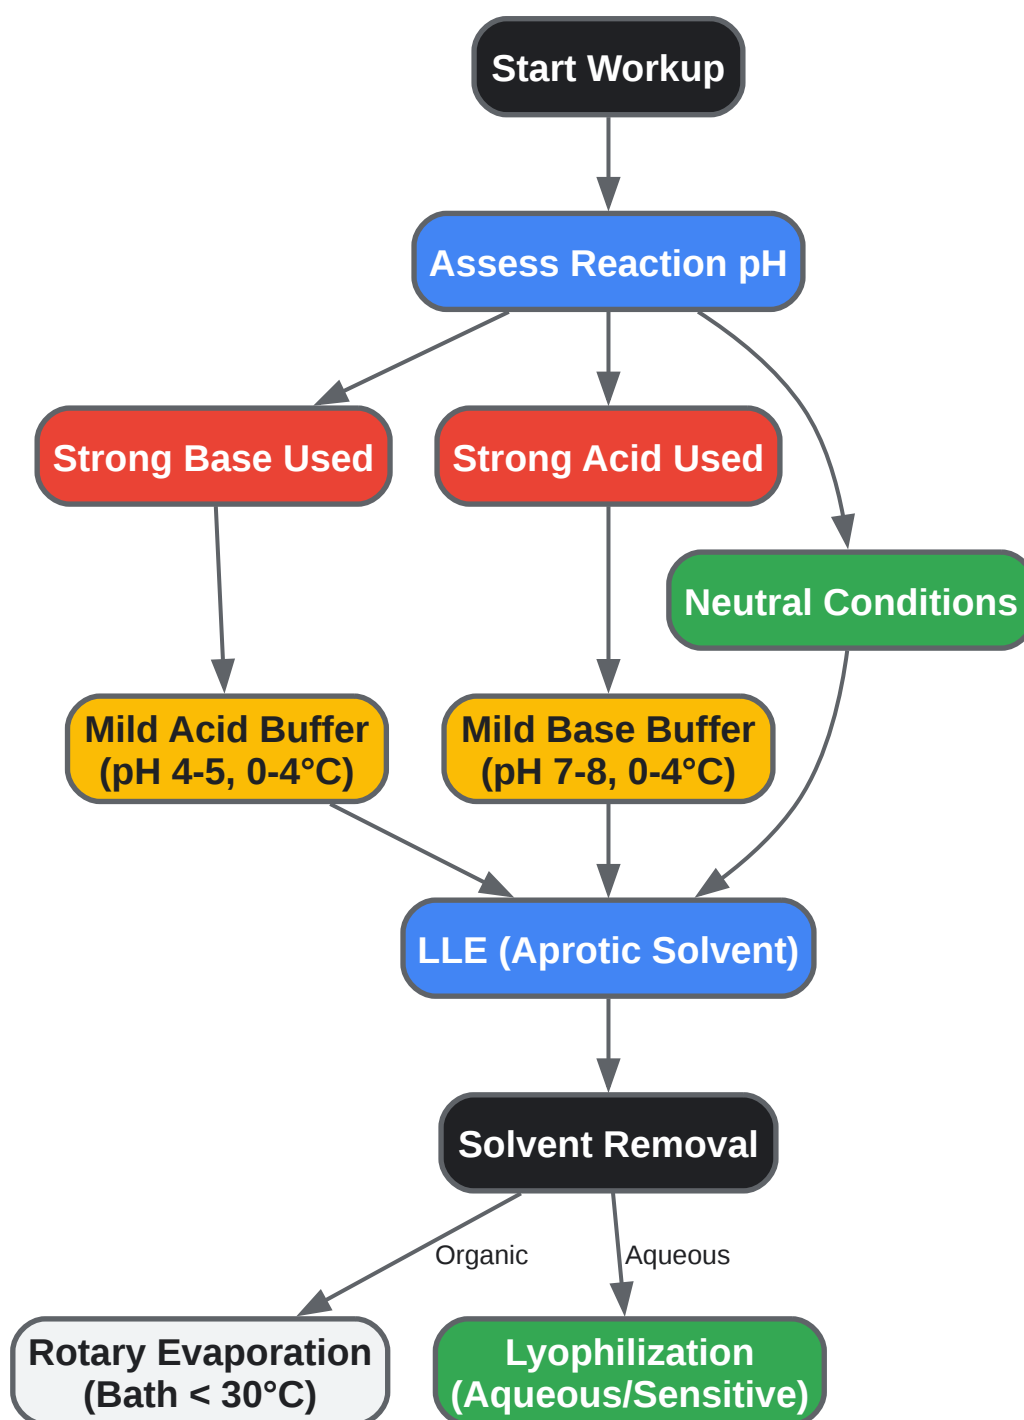 Start Workup
Assess Reaction pH
Strong Base Used
Strong Acid Used
Neutral Conditions
Mild Acid Buffer
(pH 4-5, 0-4°C)
Mild Base Buffer
(pH 7-8, 0-4°C)
LLE (Aprotic Solvent)
Solvent Removal
Organic
Aqueous
Rotary Evaporation
(Bath < 30°C)
Lyophilization
(Aqueous/Sensitive)